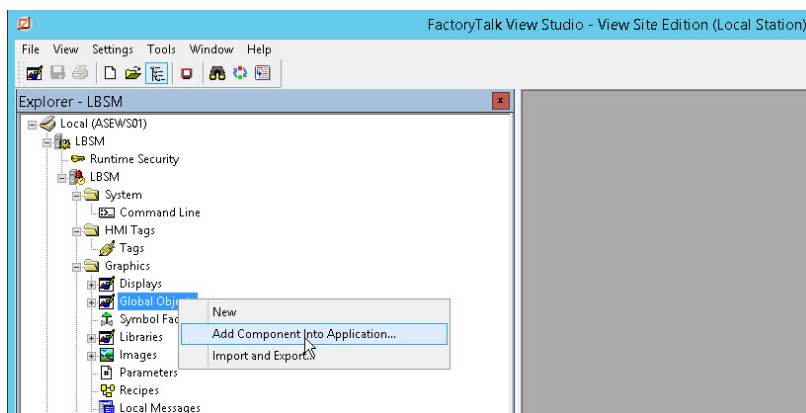 FactoryTalk View Studio - View Site Edition (Local Station)
File View Settings Tools Window Help
Explorer - LBSM
Local (ASEWS01)
LBSM
Runtime Security
LBSM
System
Command Line
HMI Tags
Tags
Graphics
Displays
Global Obj
New
Symbol Fac
Add Component Into Application...
Libraries
Images
Import and Export...
Parameters
Recipes
Local Messages